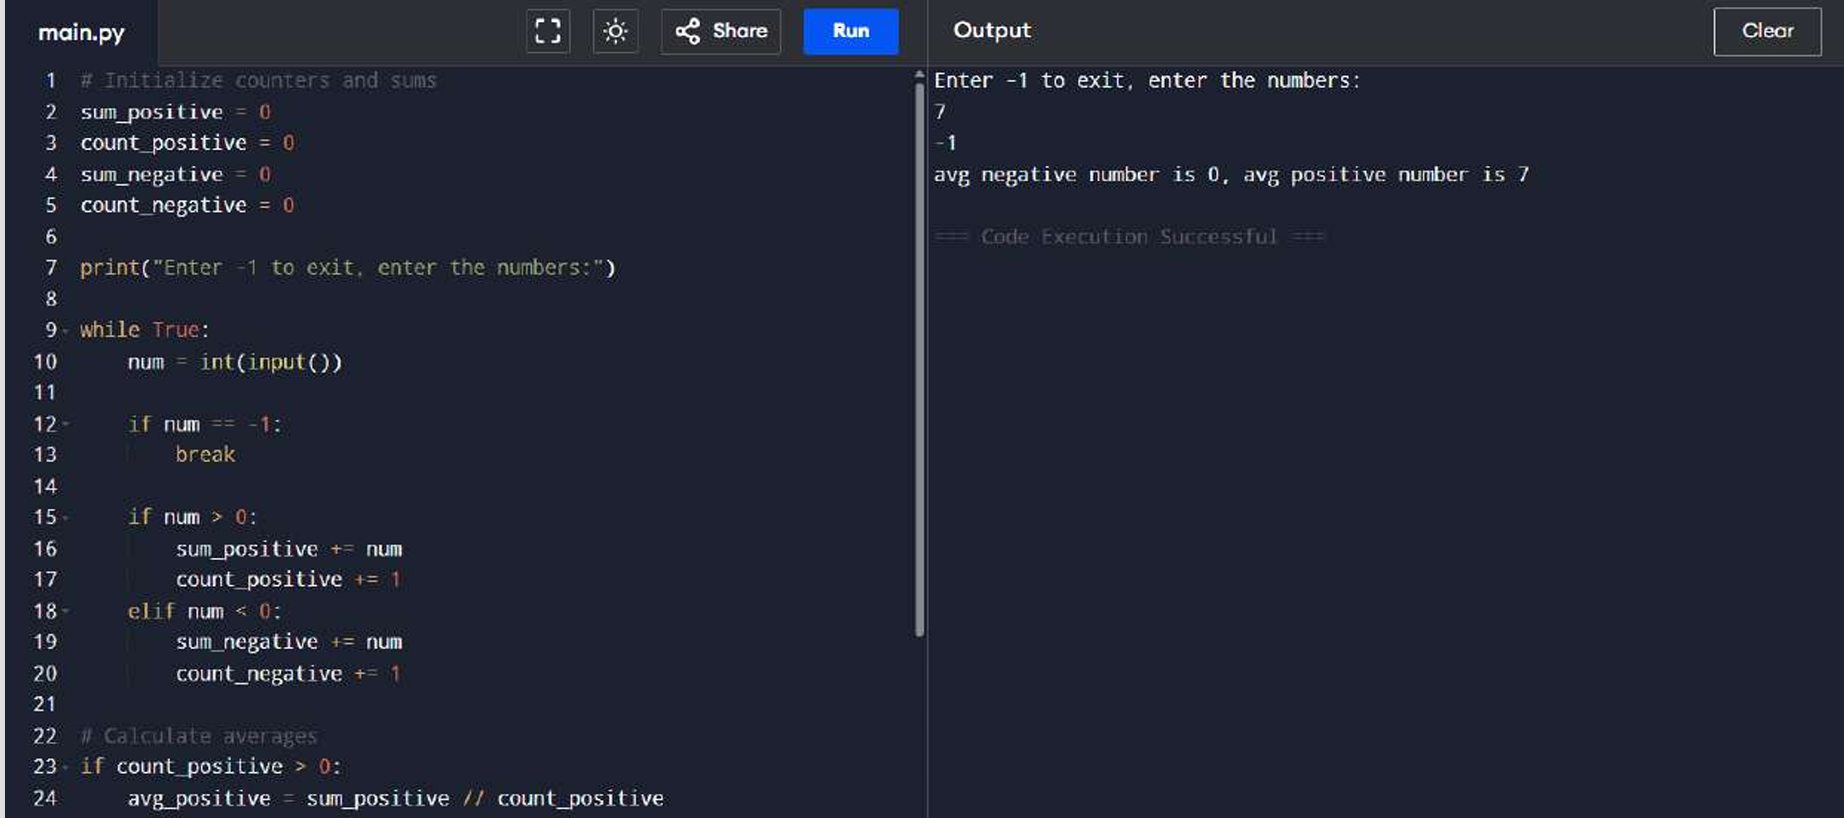 main.py
Share
Run
1 # Initialize counters and sums
2 sum_positive = 0
3 count_positive = 0
4 sum_negative = 0
5 count_negative = 0
6
7 print("Enter -1 to exit, enter the numbers:")
8
9 while True:
10     num = int(input())
11
12     if num == -1:
13         break
14
15     if num > 0:
16         sum_positive += num
17         count_positive += 1
18     elif num < 0:
19         sum_negative += num
20         count_negative += 1
21
22 # Calculate averages
23 if count_positive > 0:
24     avg_positive = sum_positive // count_positive
Output
Clear
Enter -1 to exit, enter the numbers:
7
-1
avg negative number is 0, avg positive number is 7
=== Code Execution Successful ===